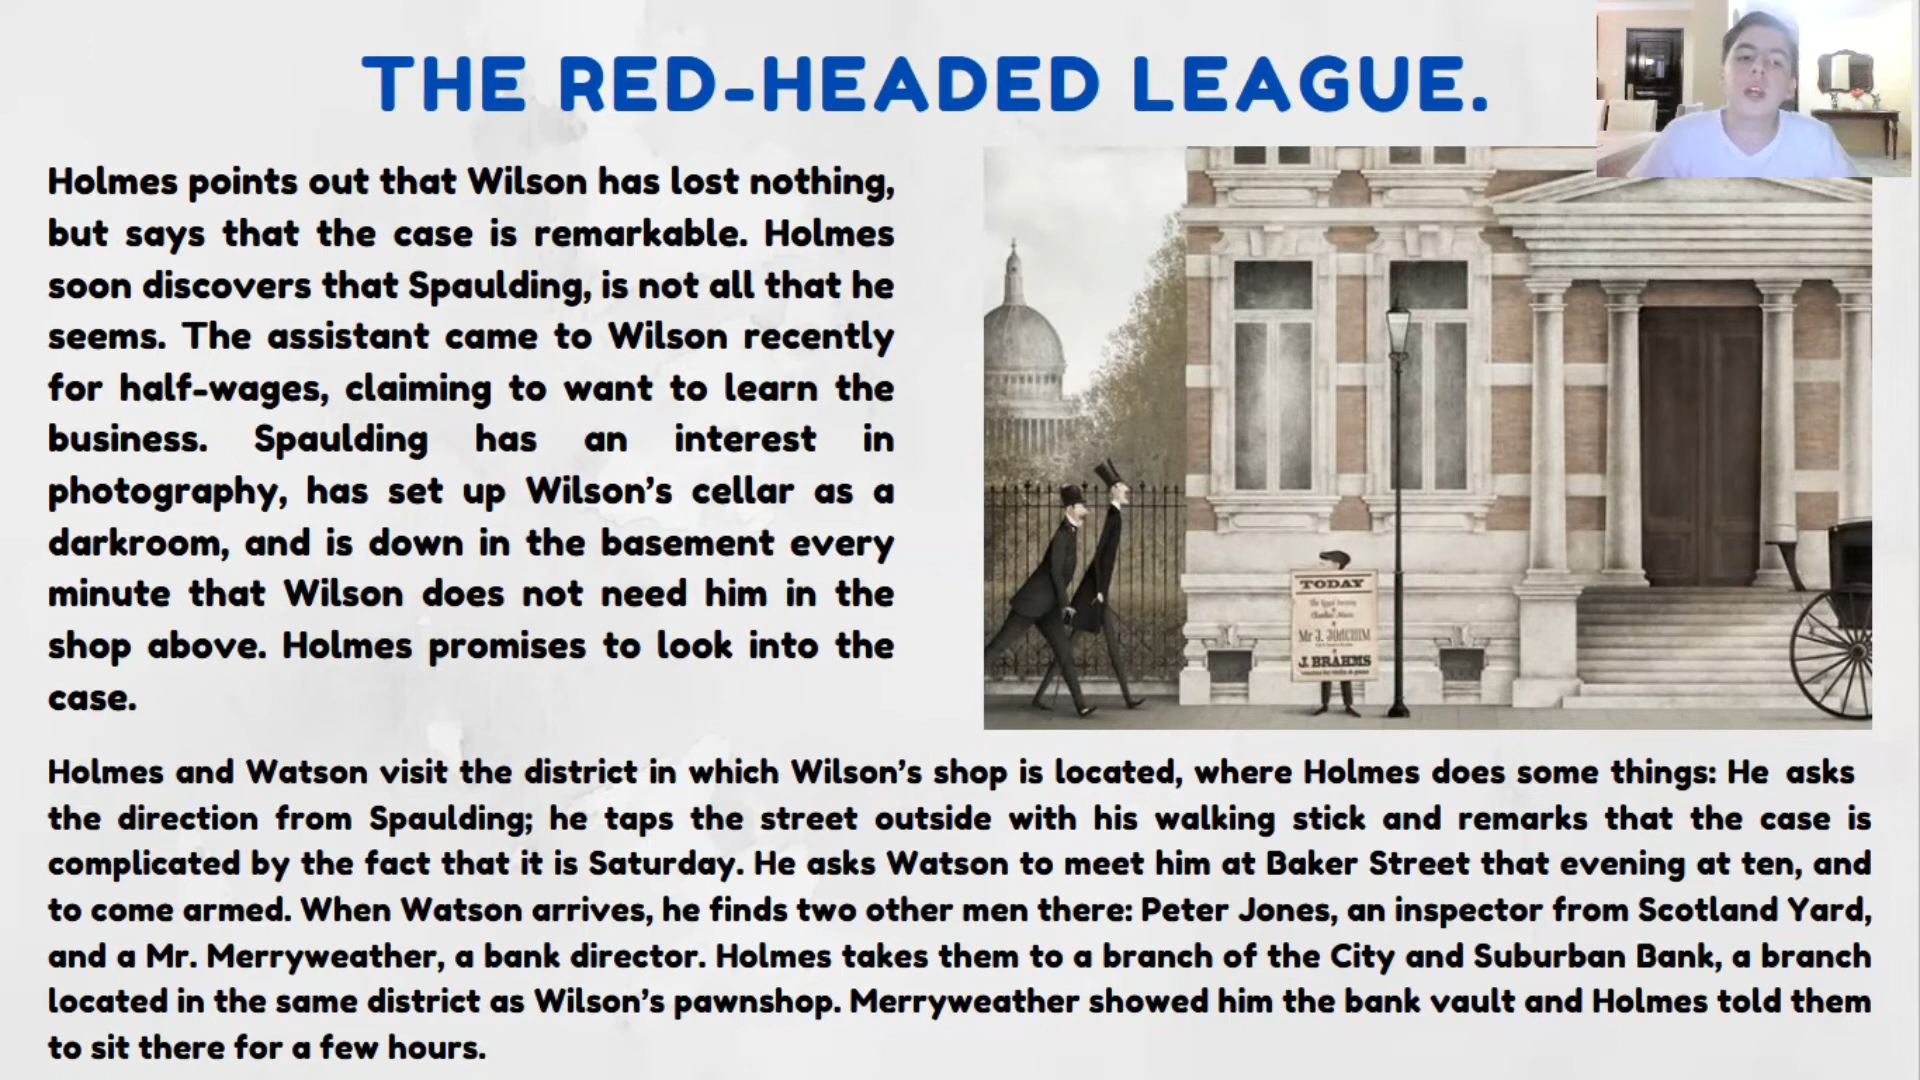 THE RED-HEADED LEAGUE.
Holmes points out that Wilson has lost nothing,
but says that the case is remarkable. Holmes
soon discovers that Spaulding, is not all that he
seems. The assistant came to Wilson recently
for half-wages, claiming to want to learn the
business. Spaulding has an interest in
photography, has set up Wilson's cellar as a
darkroom, and is down in the basement every
minute that Wilson does not need him in the
shop above. Holmes promises to look into the
case.
TODAY
Mr J. JOACHIM
J. BRAHMS
Holmes and Watson visit the district in which Wilson's shop is located, where Holmes does some things: He asks
the direction from Spaulding; he taps the street outside with his walking stick and remarks that the case is
complicated by the fact that it is Saturday. He asks Watson to meet him at Baker Street that evening at ten, and
to come armed. When Watson arrives, he finds two other men there: Peter Jones, an inspector from Scotland Yard,
and a Mr. Merryweather, a bank director. Holmes takes them to a branch of the City and Suburban Bank, a branch
located in the same district as Wilson's pawnshop. Merryweather showed him the bank vault and Holmes told them
to sit there for a few hours.